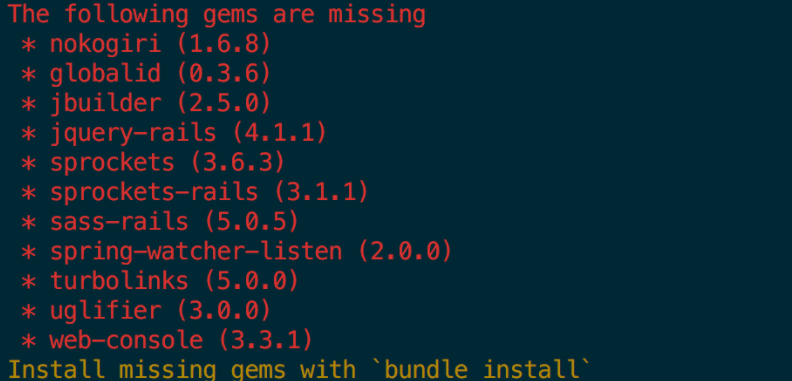 The following gems are missing
* nokogiri (1.6.8)
* globalid (0.3.6)
* jbuilder (2.5.0)
* jquery-rails (4.1.1)
* sprockets (3.6.3)
* sprockets-rails (3.1.1)
* sass-rails (5.0.5)
* spring-watcher-listen (2.0.0)
* turbolinks (5.0.0)
* uglifier (3.0.0)
* web-console (3.3.1)
Install missing gems with `bundle install`